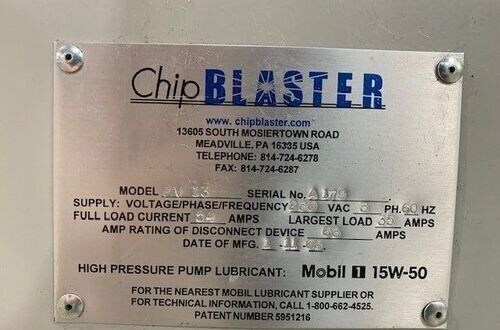 ChipBLASTER
www. chipblaster.com
13605 SOUTH MOSIERTOWN ROAD
MEADVILLE, PA 16335 USA
TELEPHONE: 814-724-6278
FAX: 814-724-6287
MODEL SERIAL No.
SUPPLY: VOLTAGE/PHASE/FREQUENCY 230 VAC 3 PH. 60 HZ
FULL LOAD CURRENT AMPS LARGEST LOAD AMPS
AMP RATING OF DISCONNECT DEVICE AMPS
DATE OF MFG.
HIGH PRESSURE PUMP LUBRICANT: Mobil 1 15W-50
FOR THE NEAREST MOBIL LUBRICANT SUPPLIER OR
FOR TECHNICAL INFORMATION, CALL 1-800-662-4525.
PATENT NUMBER 5951216